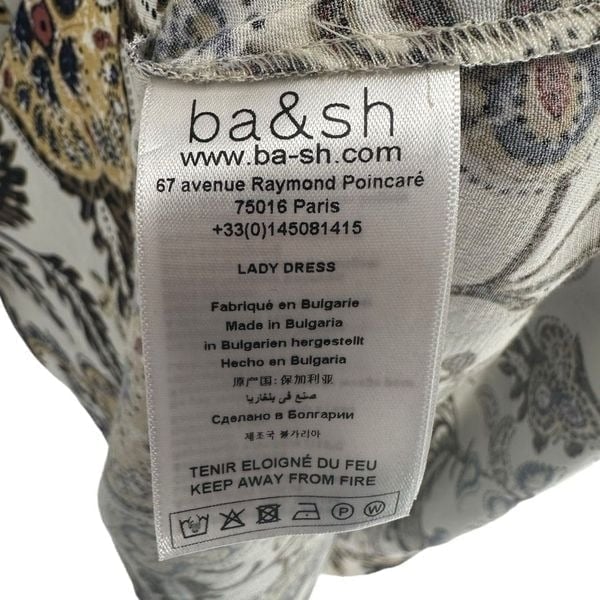 ba&sh
www.ba-sh.com
67 avenue Raymond Poincaré
75016 Paris
+33(0)145081415
LADY DRESS
Fabriqué en Bulgarie
Made in Bulgaria
in Bulgarien hergestellt
Hecho en Bulgaria
原产国: 保加利亚
صنع في بلغاريا
Сделано в Болгарии
제조국 불가리아
TENIR ELOIGNÉ DU FEU
KEEP AWAY FROM FIRE
P W